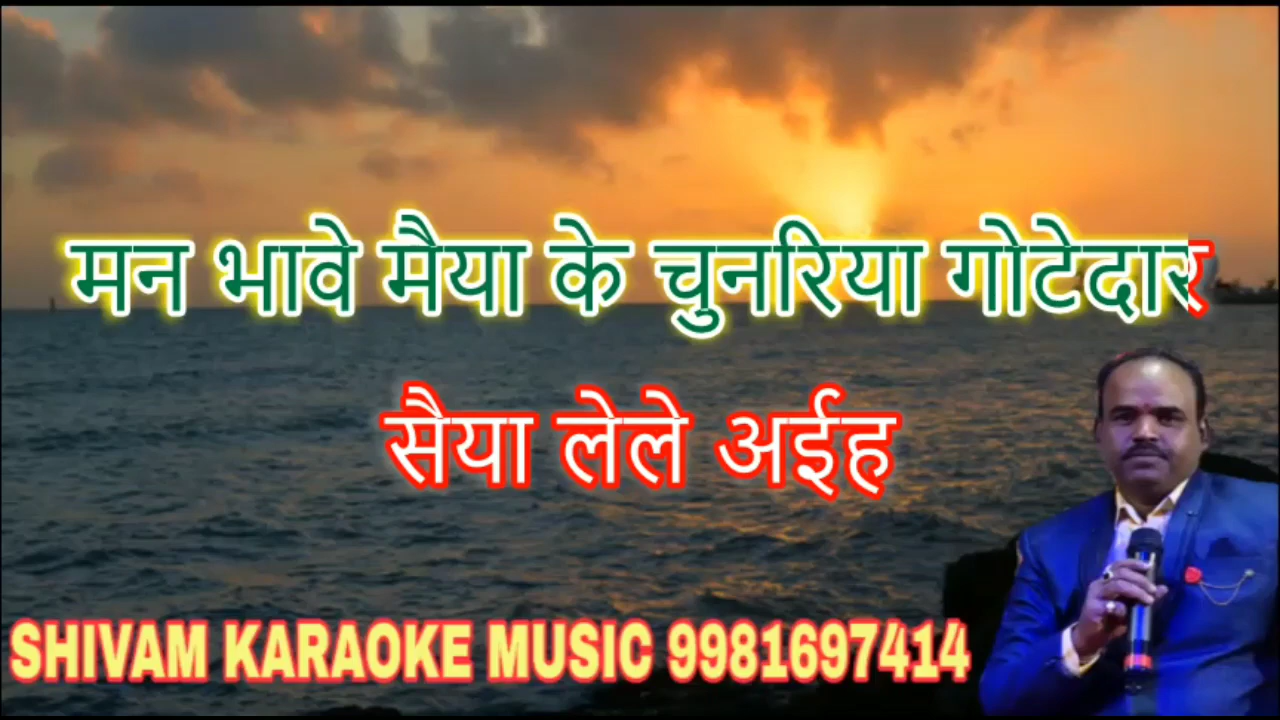 मन भावे मैया के चुनरिया गोटेदार
सैया लेले अईह
SHIVAM KARAOKE MUSIC 9981697414